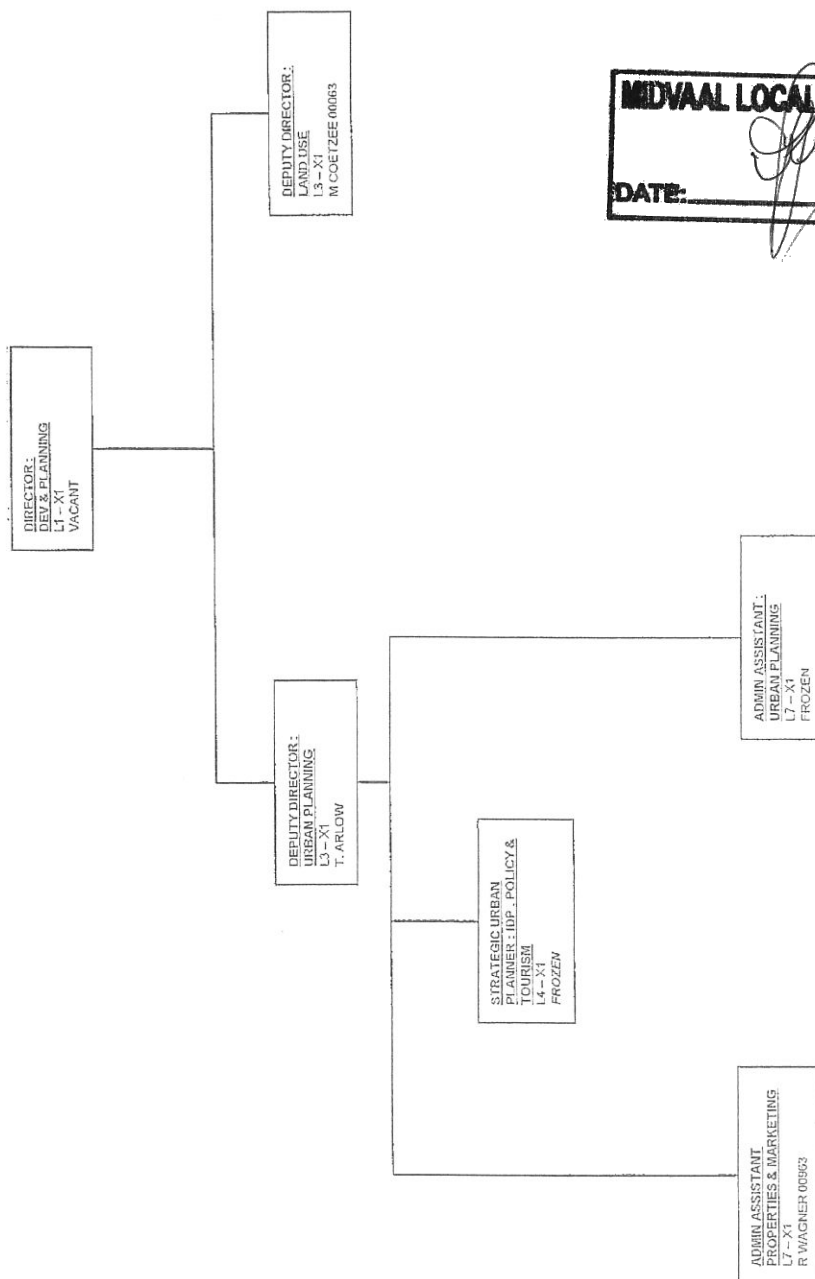 DIRECTOR :
DEV & PLANNING
L1 – X1
VACANT
DEPUTY DIRECTOR :
URBAN PLANNING
L3 – X1
T. ARLOW
DEPUTY DIRECTOR :
LAND USE
L3 – X1
M COETZEE 00063
STRATEGIC URBAN
PLANNER : IDP . POLICY &
TOURISM
L4 – X1
FROZEN
ADMIN ASSISTANT
PROPERTIES & MARKETING
L7 – X1
R WAGNER 00963
ADMIN ASSISTANT :
URBAN PLANNING
L7 – X1
FROZEN
MIDVAAL LOCAL
DATE: